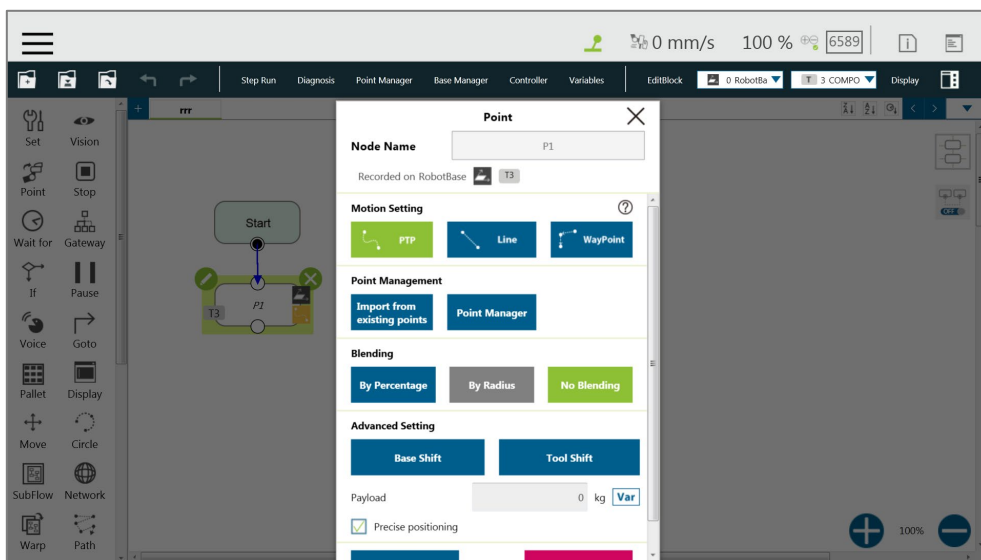 0 mm/s 100 % 6589
Step Run Diagnosis Point Manager Base Manager Controller Variables EditBlock 0 RobotBa T 3 COMPO Display
+ rrr
Set Vision
Point Stop
Wait for Gateway
If Pause
Voice Goto
Pallet Display
Move Circle
SubFlow Network
Warp Path
Start
T3 P1
Point
Node Name P1
Recorded on RobotBase T3
Motion Setting ?
PTP Line WayPoint
Point Management
Import from
existing points
Point Manager
Blending
By Percentage By Radius No Blending
Advanced Setting
Base Shift Tool Shift
Payload 0 kg Var
Precise positioning
OFF
100%